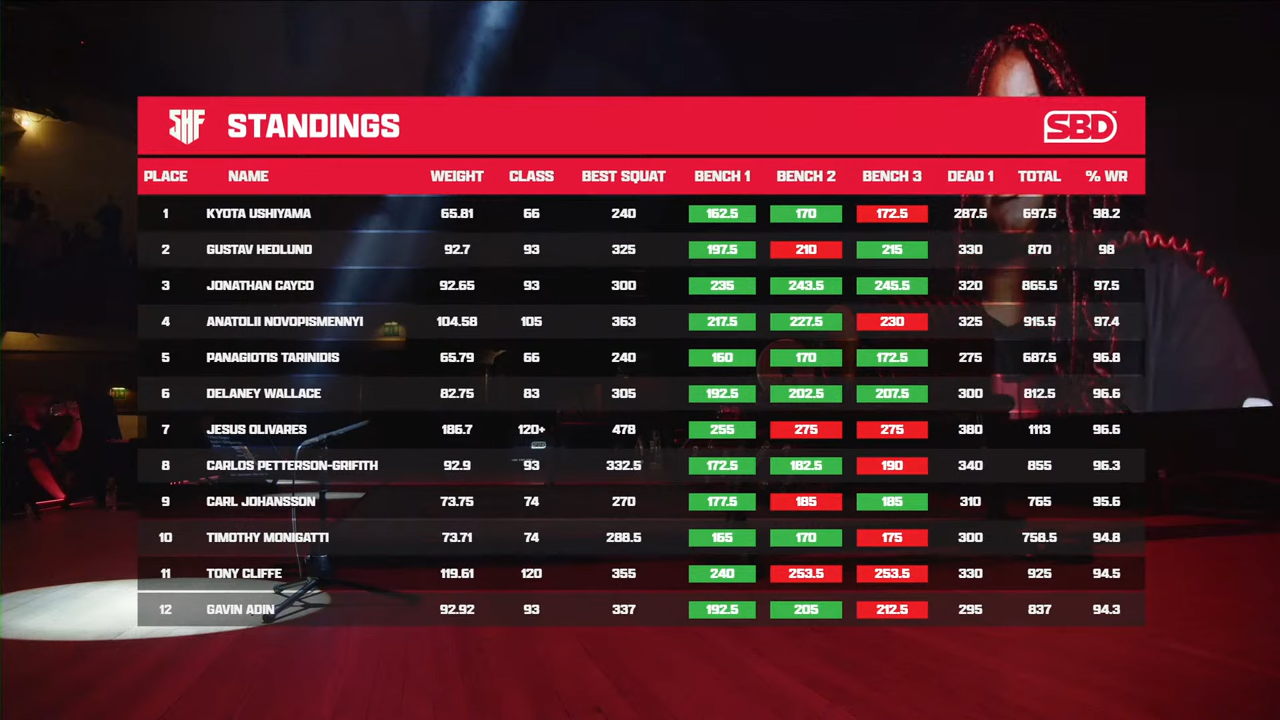 SHF STANDINGS SBD
PLACE NAME WEIGHT CLASS BEST SQUAT BENCH 1 BENCH 2 BENCH 3 DEAD 1 TOTAL % WR
1 KYOTA USHIYAMA 65.81 66 240 162.5 170 172.5 287.5 697.5 98.2
2 GUSTAV HEDLUND 92.7 93 325 197.5 210 215 330 870 98
3 JONATHAN CAYCO 92.65 93 300 235 243.5 245.5 320 865.5 97.5
4 ANATOLII NOVOPISMENNYI 104.58 105 363 217.5 227.5 230 325 915.5 97.4
5 PANAGIOTIS TARINIDIS 65.79 66 240 160 170 172.5 275 687.5 96.8
6 DELANEY WALLACE 82.75 83 305 192.5 202.5 207.5 300 812.5 96.6
7 JESUS OLIVARES 186.7 120+ 478 255 275 275 380 1113 96.6
8 CARLOS PETTERSON-GRIFITH 92.9 93 332.5 172.5 182.5 190 340 855 96.3
9 CARL JOHANSSON 73.75 74 270 177.5 185 185 310 765 95.6
10 TIMOTHY MONIGATTI 73.71 74 288.5 165 170 175 300 758.5 94.8
11 TONY CLIFFE 119.61 120 355 240 253.5 253.5 330 925 94.5
12 GAVIN ADIN 92.92 93 337 192.5 205 212.5 295 837 94.3